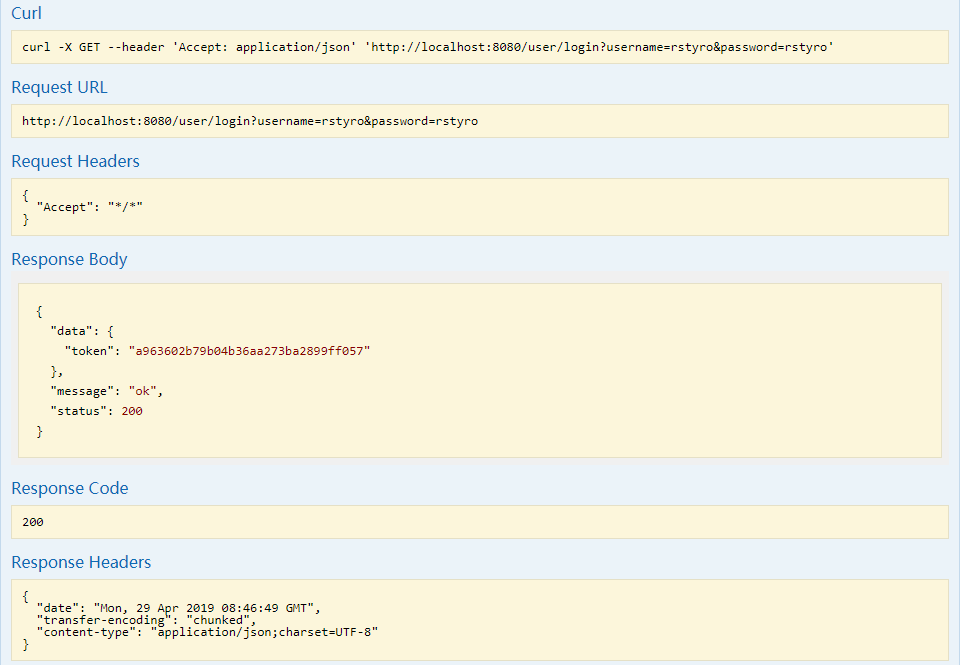 Curl
curl -X GET --header 'Accept: application/json' 'http://localhost:8080/user/login?username=rstyro&password=rstyro'
Request URL
http://localhost:8080/user/login?username=rstyro&password=rstyro
Request Headers
{
"Accept": "*/*"
}
Response Body
{
"data": {
"token": "a963602b79b04b36aa273ba2899ff057"
},
"message": "ok",
"status": 200
}
Response Code
200
Response Headers
{
"date": "Mon, 29 Apr 2019 08:46:49 GMT",
"transfer-encoding": "chunked",
"content-type": "application/json;charset=UTF-8"
}